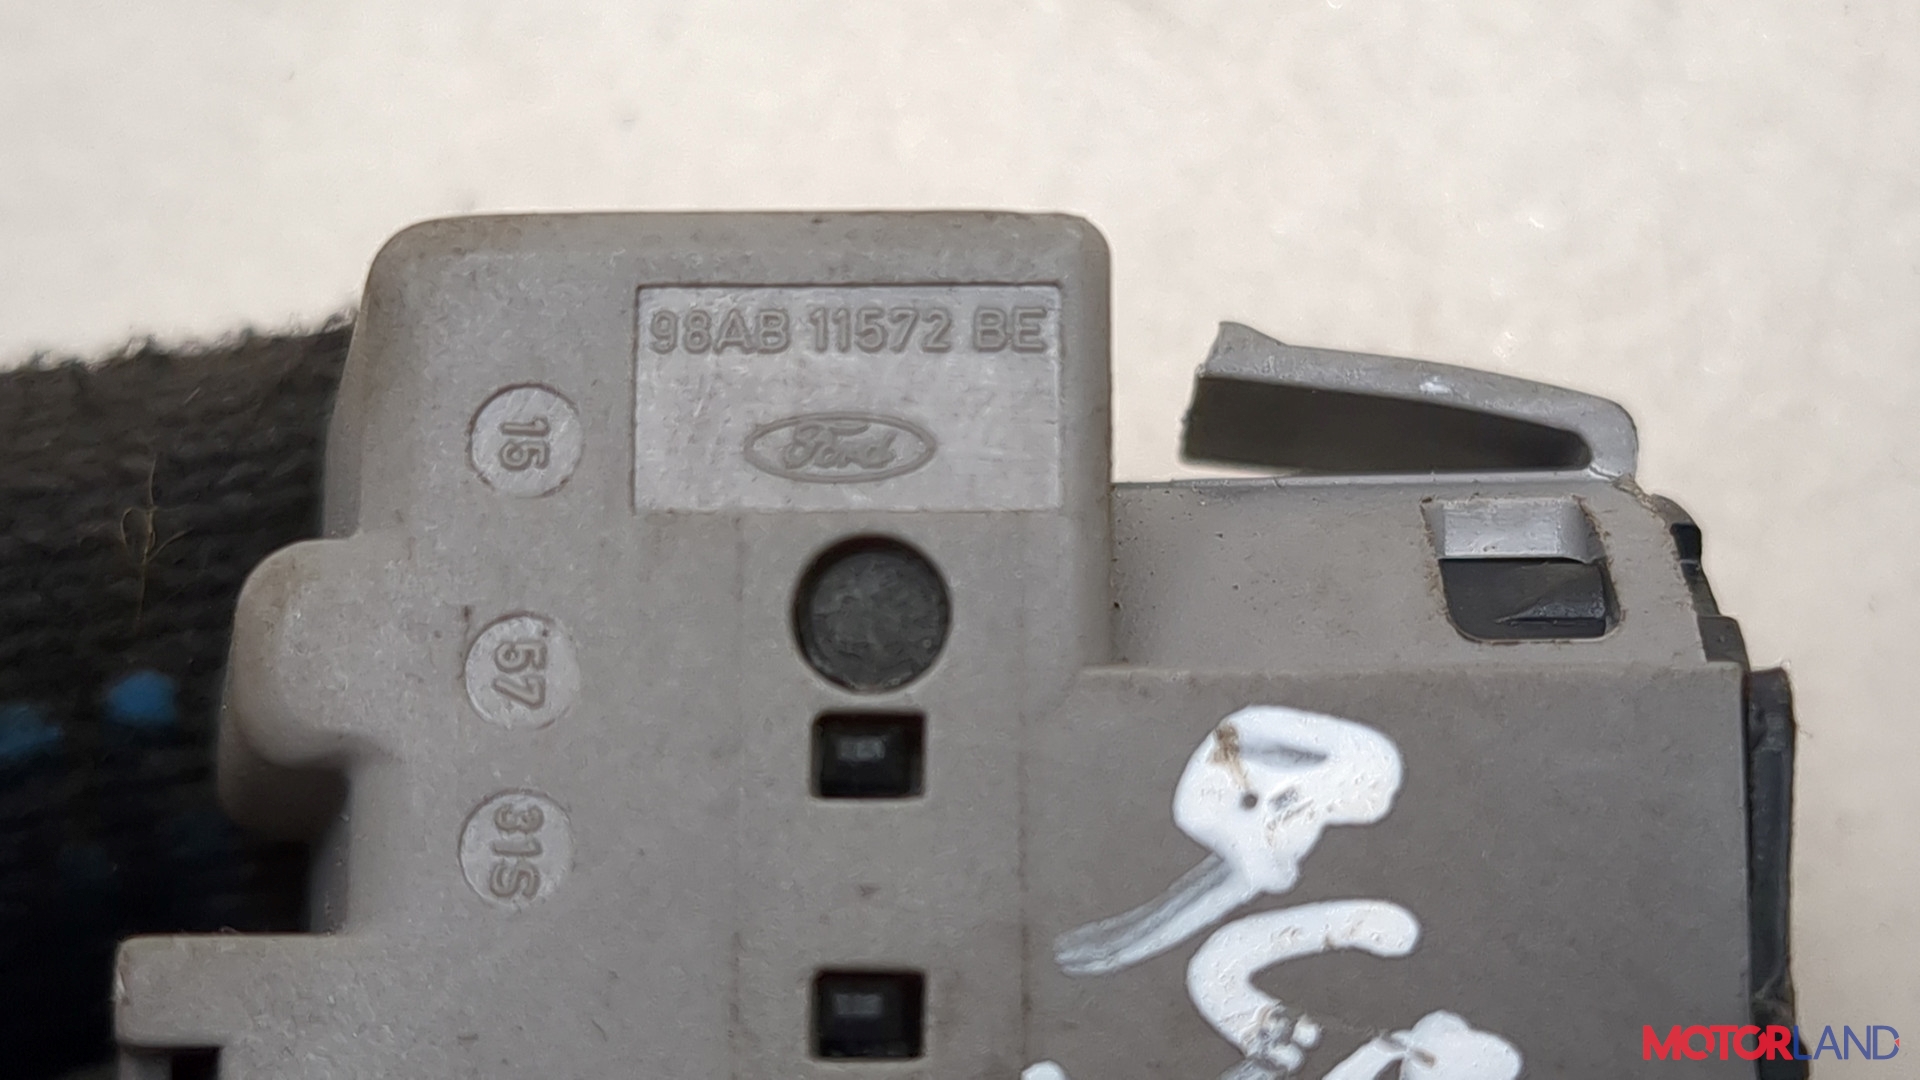 98AB 11572 BE
Ford
15
57
31S
MOTORLAND